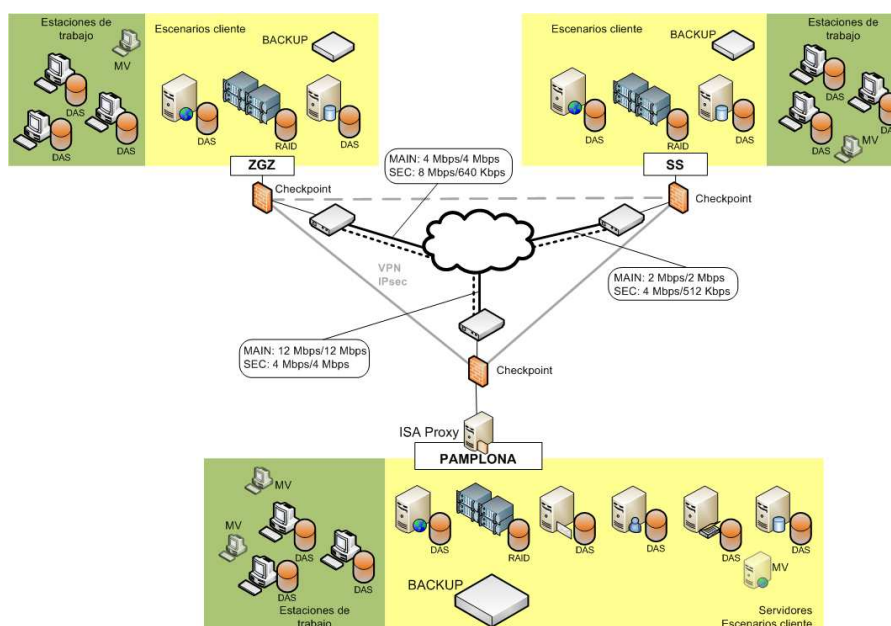 Estaciones de
trabajo
MV
DAS
DAS
DAS
Escenarios cliente
BACKUP
DAS
RAID
DAS
ZGZ
Escenarios cliente
BACKUP
DAS
RAID
DAS
SS
Estaciones de
trabajo
DAS
DAS
DAS
MV
MAIN: 4 Mbps/4 Mbps
SEC: 8 Mbps/640 Kbps
Checkpoint
Checkpoint
VPN
IPsec
MAIN: 2 Mbps/2 Mbps
SEC: 4 Mbps/512 Kbps
MAIN: 12 Mbps/12 Mbps
SEC: 4 Mbps/4 Mbps
Checkpoint
ISA Proxy
PAMPLONA
MV
MV
DAS
DAS
DAS
Estaciones de
trabajo
DAS
RAID
DAS
DAS
DAS
DAS
MV
BACKUP
Servidores
Escenarios cliente